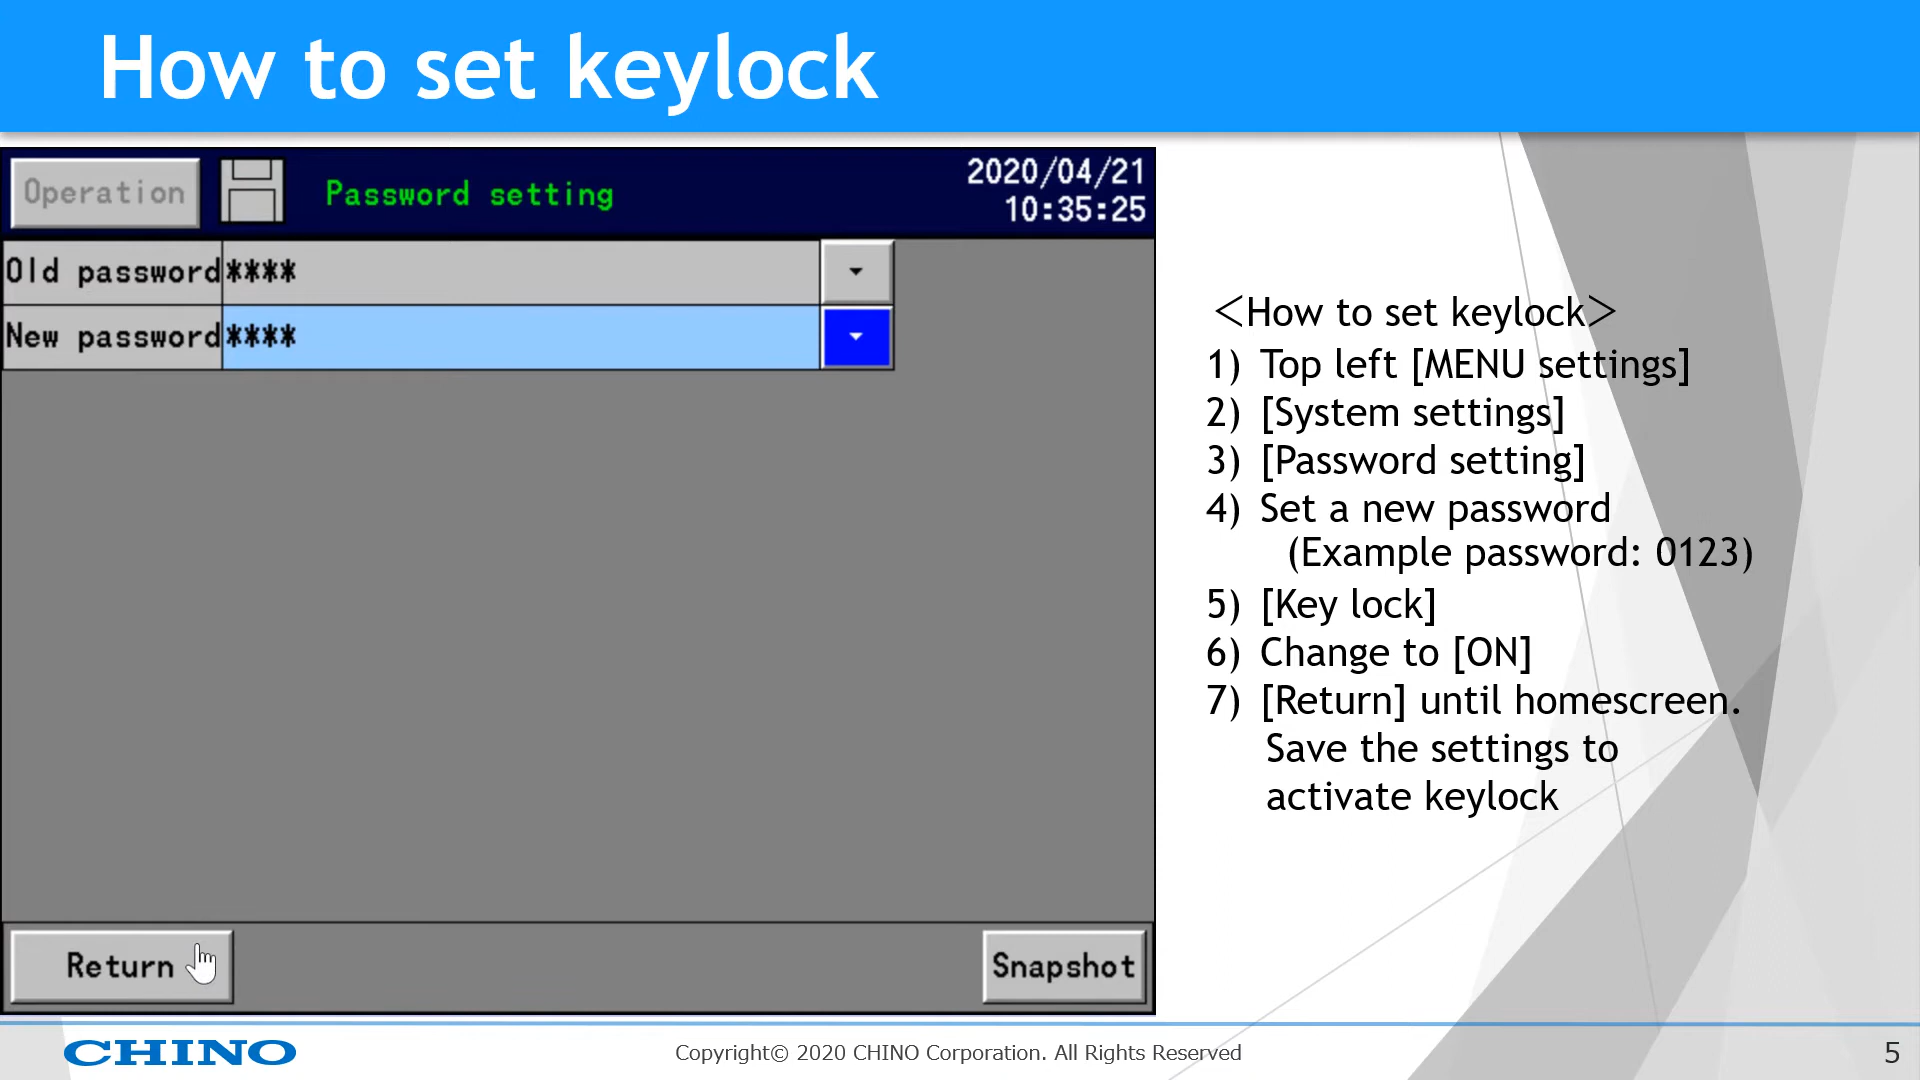 How to set keylock
Operation
Password setting
2020/04/21
10:35:25
Old password ****
New password ****
Return
Snapshot
＜How to set keylock＞
1) Top left [MENU settings]
2) [System settings]
3) [Password setting]
4) Set a new password
(Example password: 0123)
5) [Key lock]
6) Change to [ON]
7) [Return] until homescreen.
Save the settings to
activate keylock
CHINO
Copyright© 2020 CHINO Corporation. All Rights Reserved
5